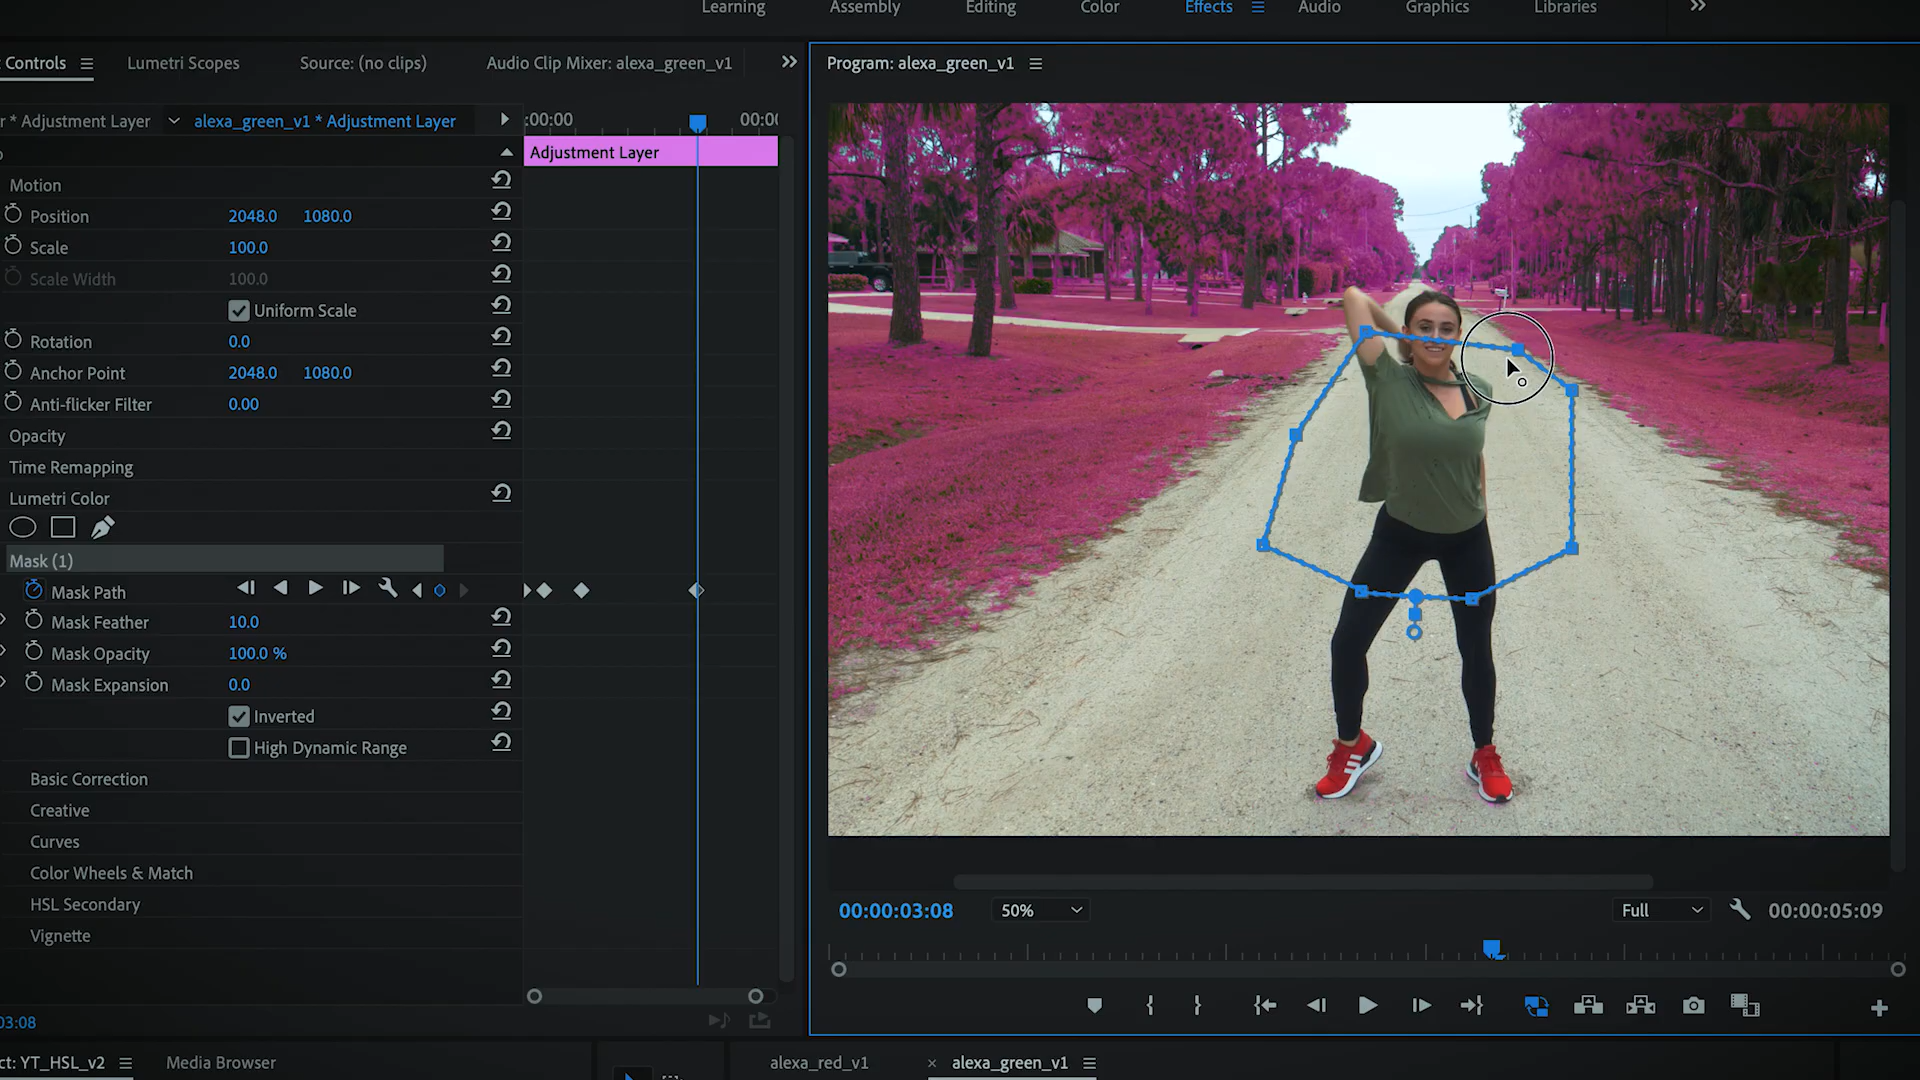 Learning Assembly Editing Color Effects Audio Graphics Libraries
Controls Lumetri Scopes Source: (no clips) Audio Clip Mixer: alexa_green_v1
Program: alexa_green_v1
r * Adjustment Layer alexa_green_v1 * Adjustment Layer
:00:00 00:0
Adjustment Layer
Motion
Position 2048.0 1080.0
Scale 100.0
Scale Width 100.0
Uniform Scale
Rotation 0.0
Anchor Point 2048.0 1080.0
Anti-flicker Filter 0.00
Opacity
Time Remapping
Lumetri Color
Mask (1)
Mask Path
Mask Feather 10.0
Mask Opacity 100.0 %
Mask Expansion 0.0
Inverted
High Dynamic Range
Basic Correction
Creative
Curves
Color Wheels & Match
HSL Secondary
Vignette
03:08
00:00:03:08 50% Full 00:00:05:09
ct: YT_HSL_v2 Media Browser
alexa_red_v1 × alexa_green_v1